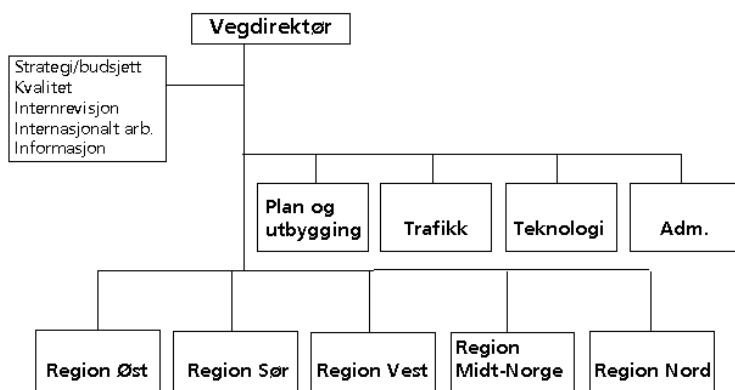 Vegdirektør
Strategi/budsjett
Kvalitet
Internrevisjon
Internasjonalt arb.
Informasjon
Plan og
utbygging
Trafikk
Teknologi
Adm.
Region Øst
Region Sør
Region Vest
Region
Midt-Norge
Region Nord